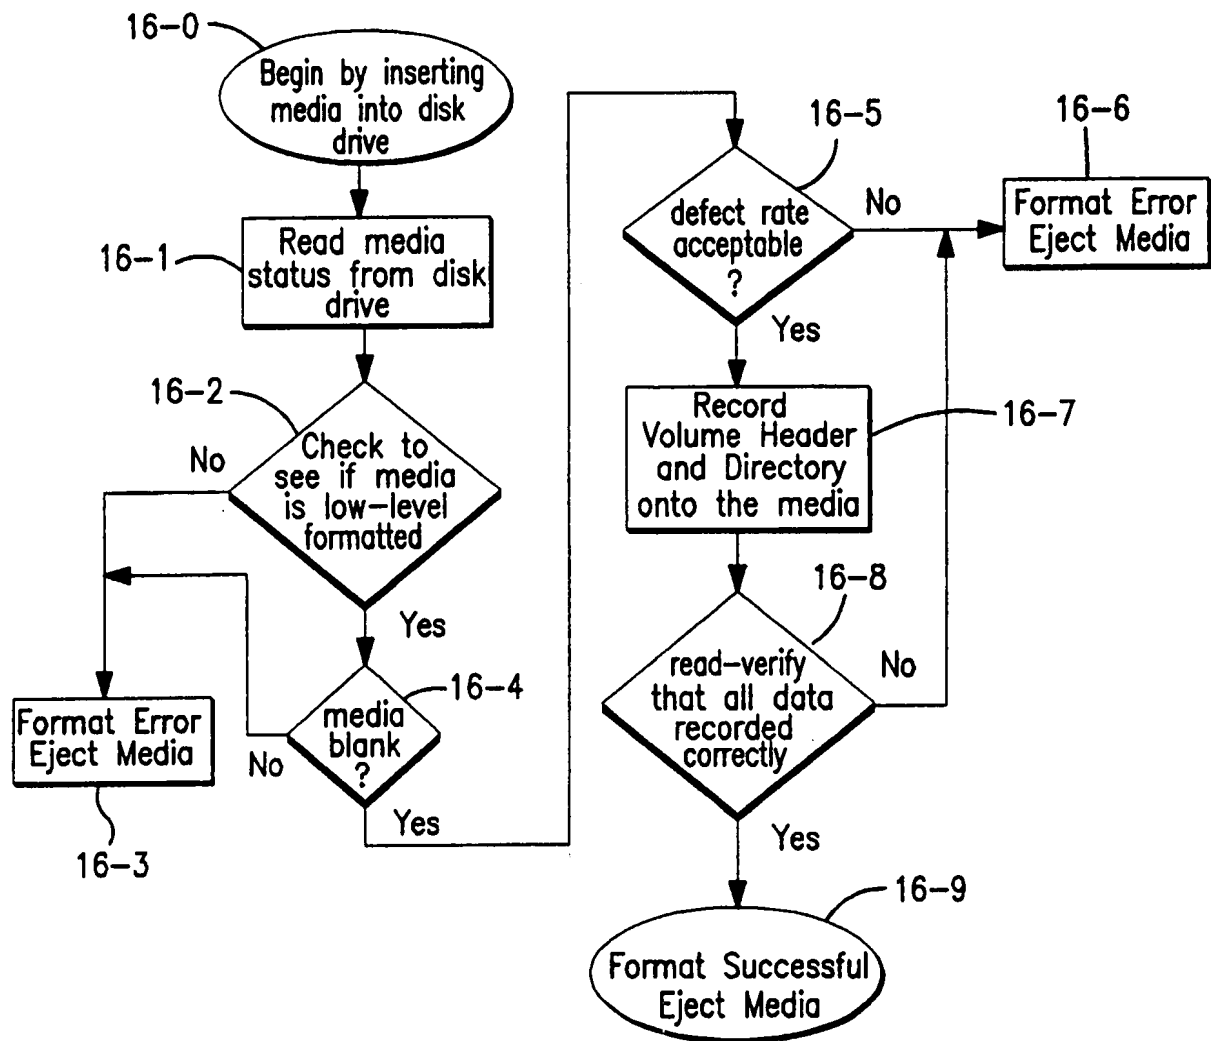 16-0
Begin by inserting
media into disk
drive
16-1
Read media
status from disk
drive
16-2
Check to
see if media
is low-level
formatted
No
Yes
16-4
media
blank
?
No
Yes
Format Error
Eject Media
16-3
16-5
defect rate
acceptable
?
No
Yes
16-6
Format Error
Eject Media
Record
Volume Header
and Directory
onto the media
16-7
16-8
read-verify
that all data
recorded
correctly
No
Yes
16-9
Format Successful
Eject Media